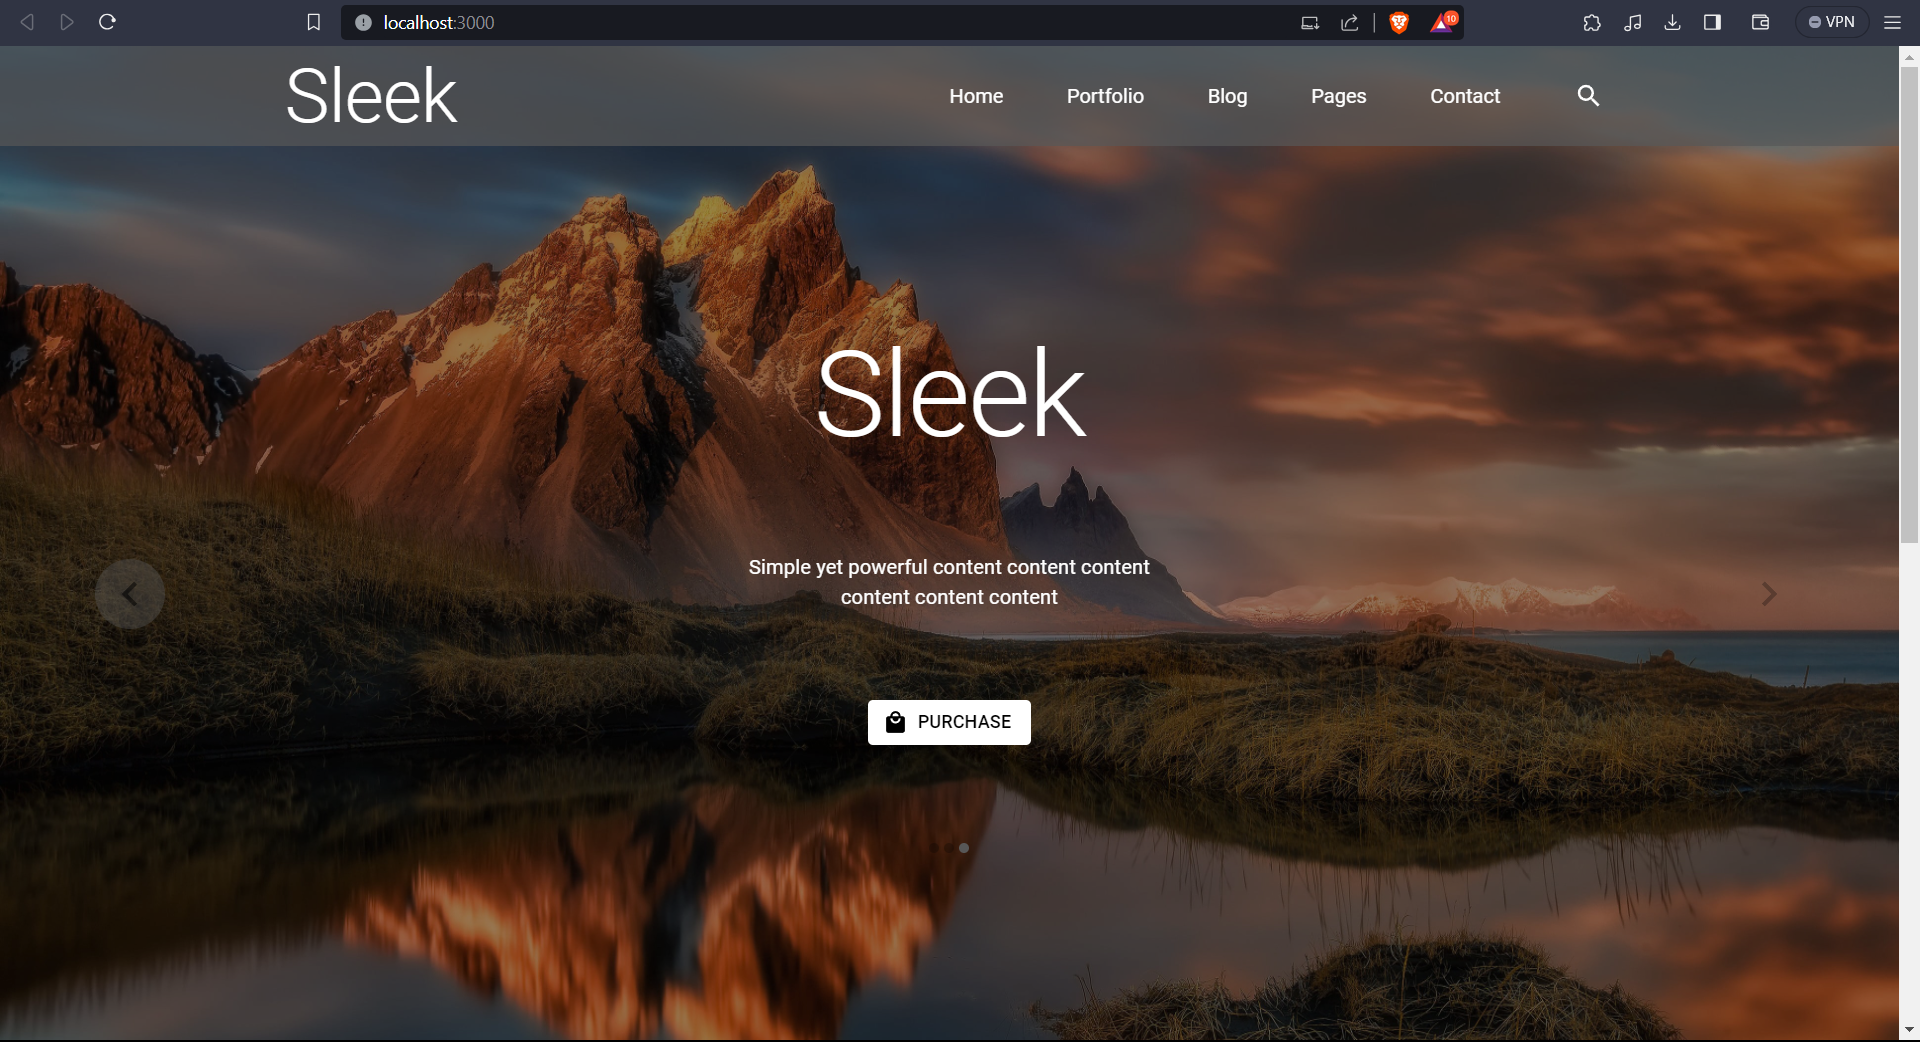 localhost:3000
10
VPN
Sleek
Home Portfolio Blog Pages Contact
Sleek
Simple yet powerful content content content
content content content
PURCHASE